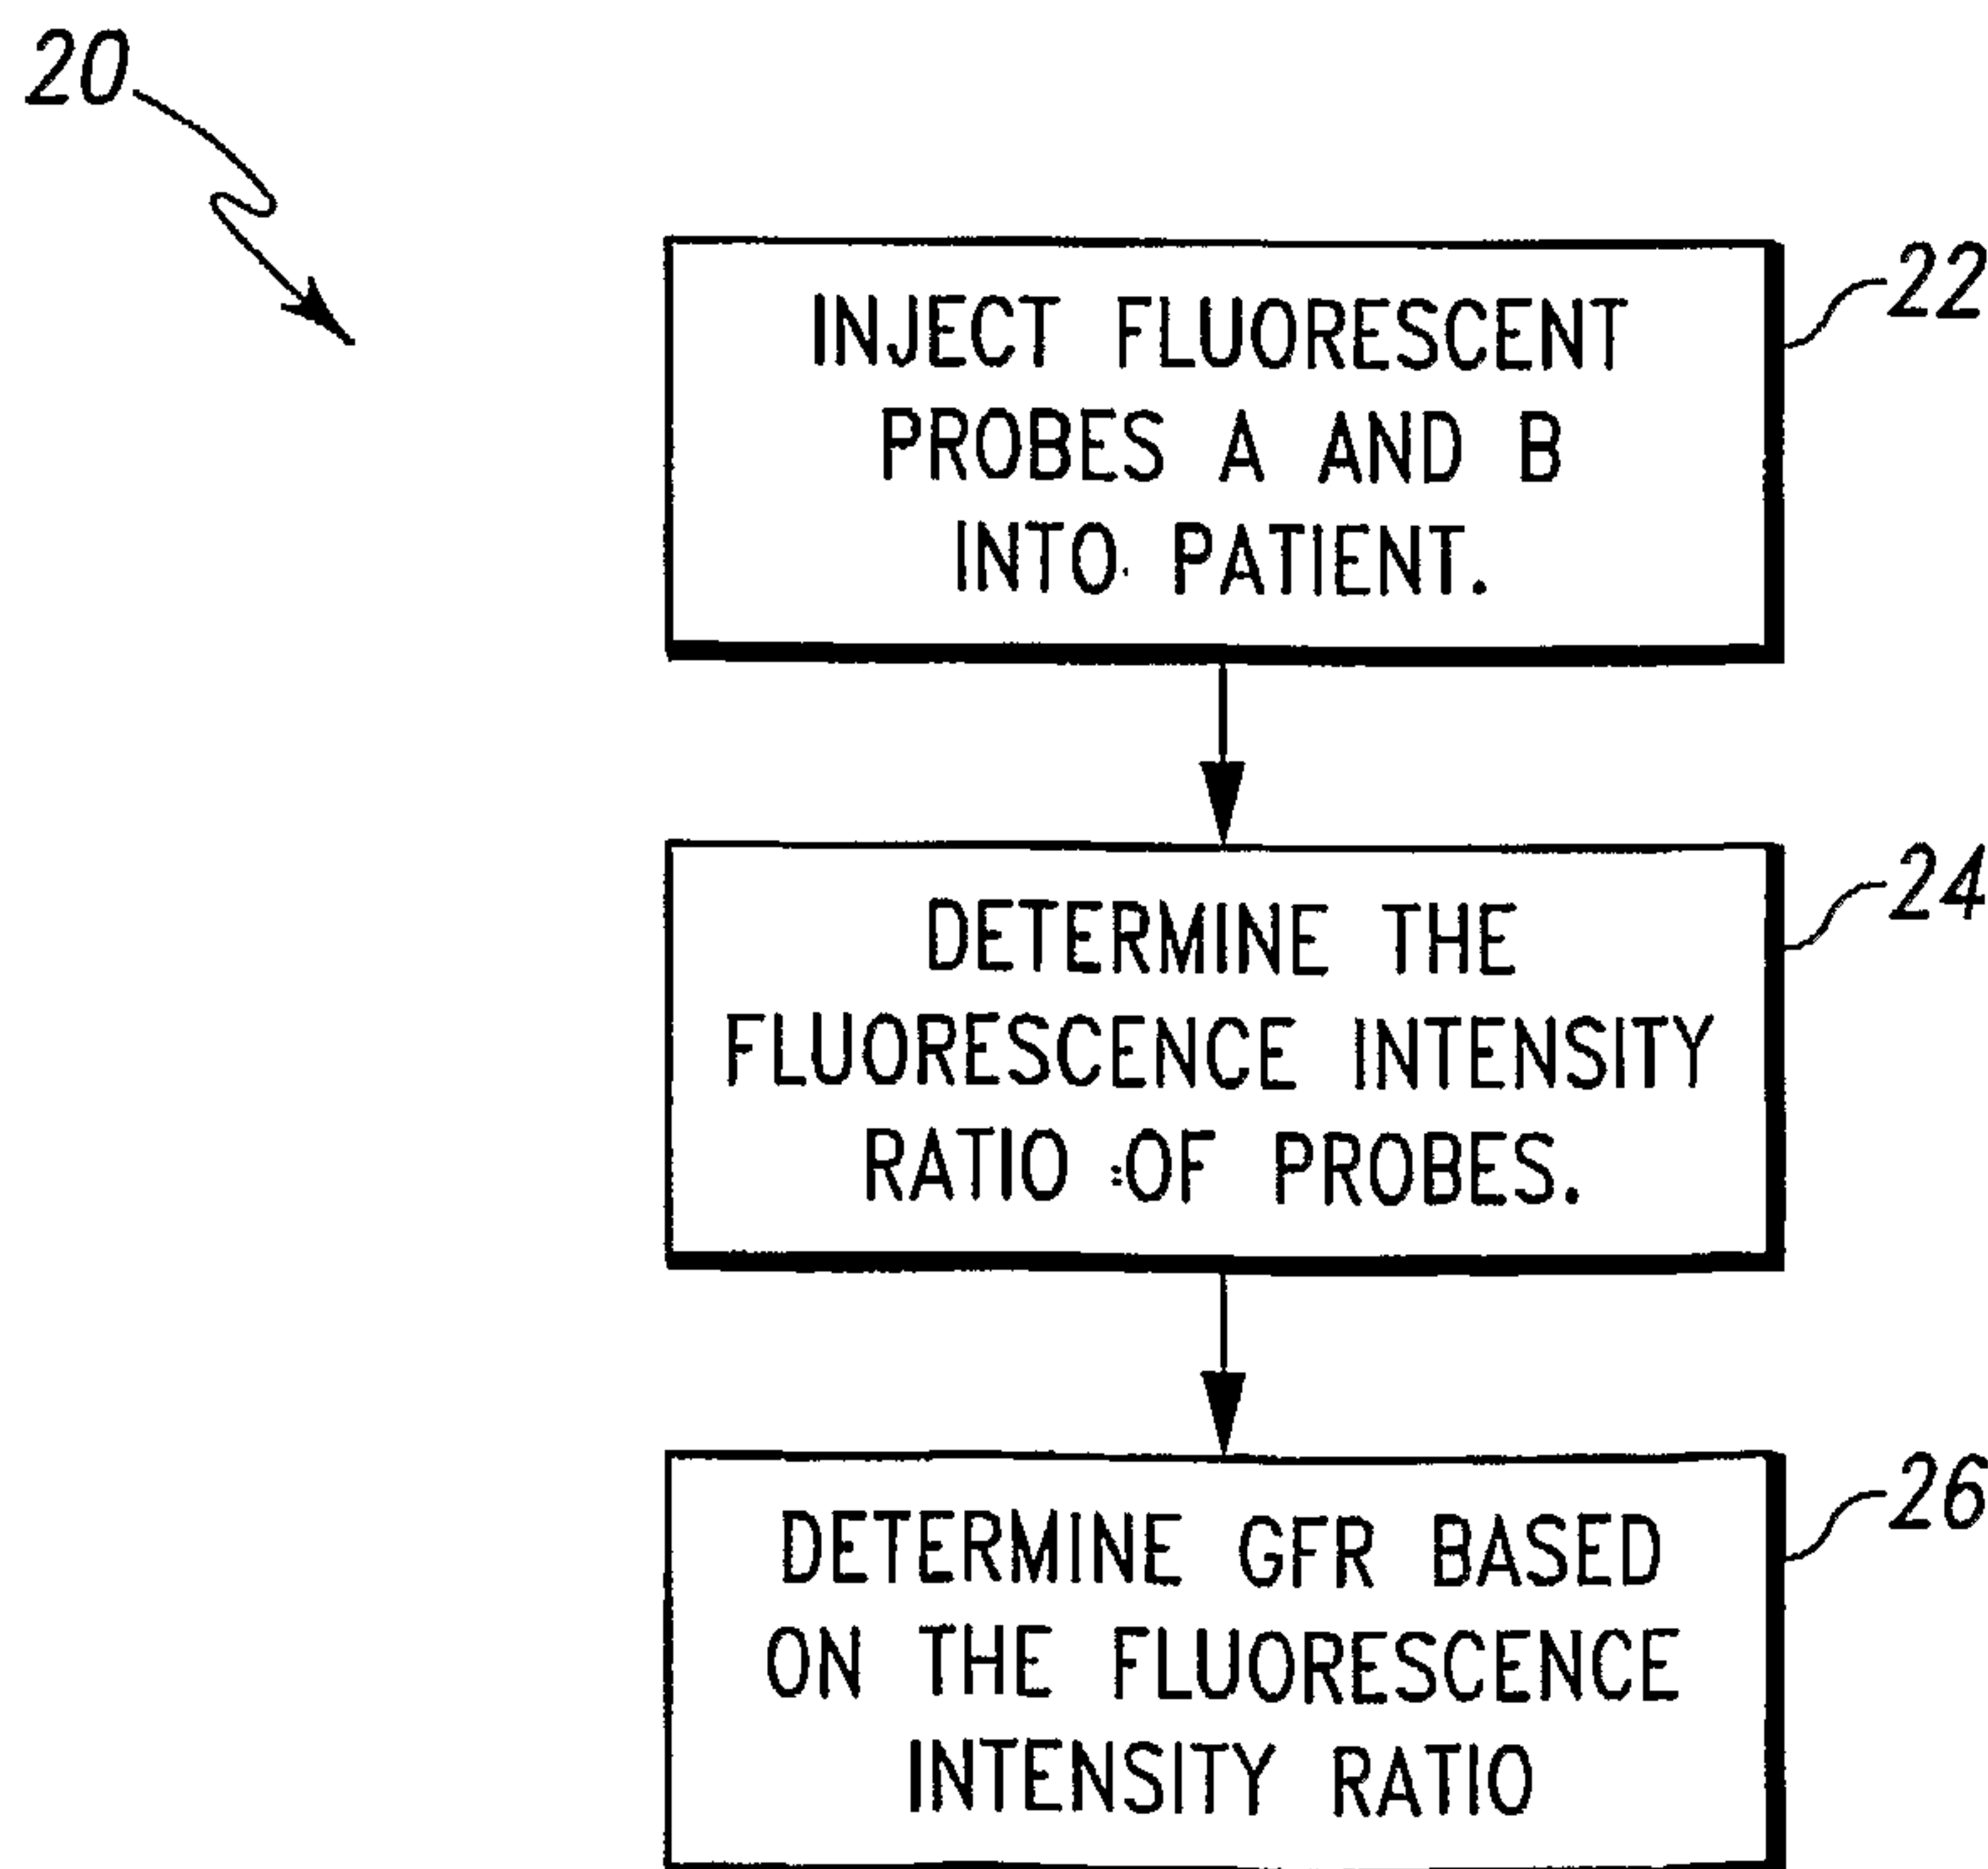 20
INJECT FLUORESCENT
22
PROBES A AND B
INTO PATIENT.
DETERMINE THE
24
FLUORESCENCE INTENSITY
RATIO OF PROBES.
DETERMINE GFR BASED
26
ON THE FLUORESCENCE
INTENSITY RATIO